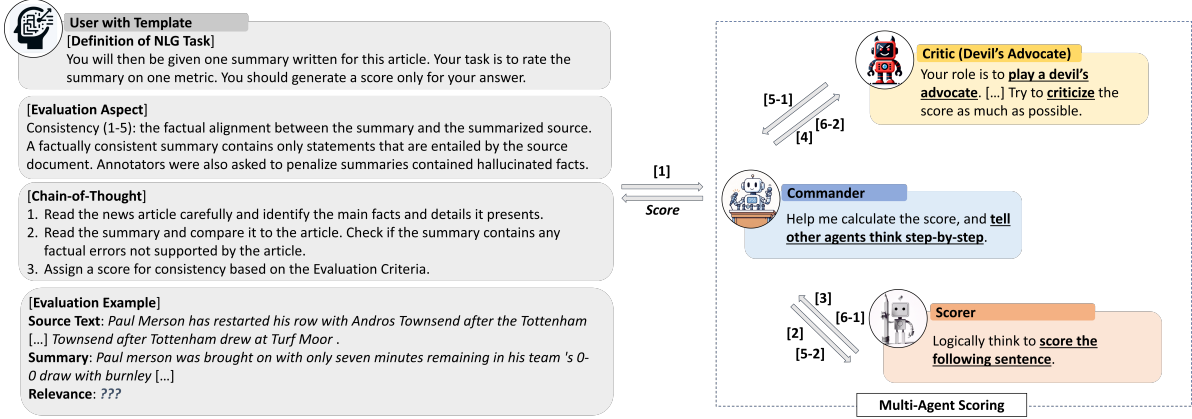 User with Template
[Definition of NLG Task]
You will then be given one summary written for this article. Your task is to rate the
summary on one metric. You should generate a score only for your answer.
[Evaluation Aspect]
Consistency (1-5): the factual alignment between the summary and the summarized source.
A factually consistent summary contains only statements that are entailed by the source
document. Annotators were also asked to penalize summaries contained hallucinated facts.
[Chain-of-Thought]
1. Read the news article carefully and identify the main facts and details it presents.
2. Read the summary and compare it to the article. Check if the summary contains any
factual errors not supported by the article.
3. Assign a score for consistency based on the Evaluation Criteria.
[Evaluation Example]
Source Text: Paul Merson has restarted his row with Andros Townsend after the Tottenham
[…] Townsend after Tottenham drew at Turf Moor .
Summary: Paul merson was brought on with only seven minutes remaining in his team 's 0-
0 draw with burnley […]
Relevance: ???
[1]
Score
Critic (Devil's Advocate)
Your role is to play a devil's
advocate. […] Try to criticize the
score as much as possible.
[5-1]
[6-2]
[4]
Commander
Help me calculate the score, and tell
other agents think step-by-step.
[3]
[6-1]
[2]
[5-2]
Scorer
Logically think to score the
following sentence.
Multi-Agent Scoring